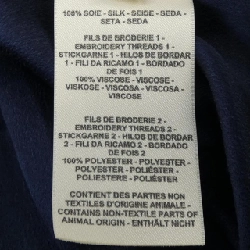 100% SOIE - SILK - SEIDE - SEDA -
SETA - SEDA
FILS DE BRODERIE 1 -
EMBROIDERY THREADS 1 -
STICKGARNE 1 - HILOS DE BORDAR
1 - FILI DA RICAMO 1 - BORDADO
DE FOIS 1
100% VISCOSE - VISCOSE -
VISKOSE - VISCOSA - VISCOSA -
VISCOSE
FILS DE BRODERIE 2 -
EMBROIDERY THREADS 2 -
STICKGARNE 2 - HILOS DE BORDAR
2 - FILI DA RICAMO 2 - BORDADO
DE FOIS 2
100% POLYESTER - POLYESTER -
POLYESTER - POLIÉSTER -
POLIESTERE - POLIÉSTER
CONTIENT DES PARTIES NON
TEXTILES D'ORIGINE ANIMALE -
CONTAINS NON-TEXTILE PARTS OF
ANIMAL ORIGIN - ENTHÄLT NICHT